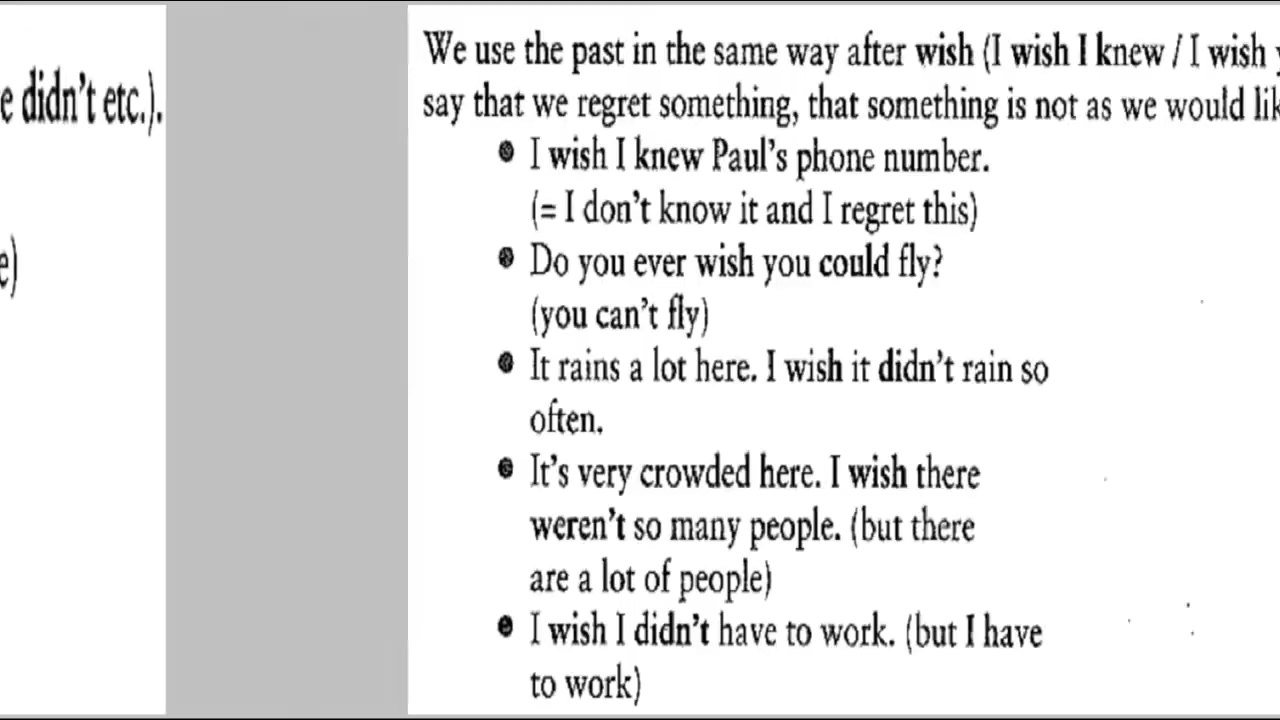 e didn't etc.).
e)
We use the past in the same way after wish (I wish I knew / I wish
say that we regret something, that something is not as we would
● I wish I knew Paul's phone number.
(= I don't know it and I regret this)
● Do you ever wish you could fly?
(you can't fly)
● It rains a lot here. I wish it didn't rain so
often.
● It's very crowded here. I wish there
weren't so many people. (but there
are a lot of people)
● I wish I didn't have to work. (but I have
to work)